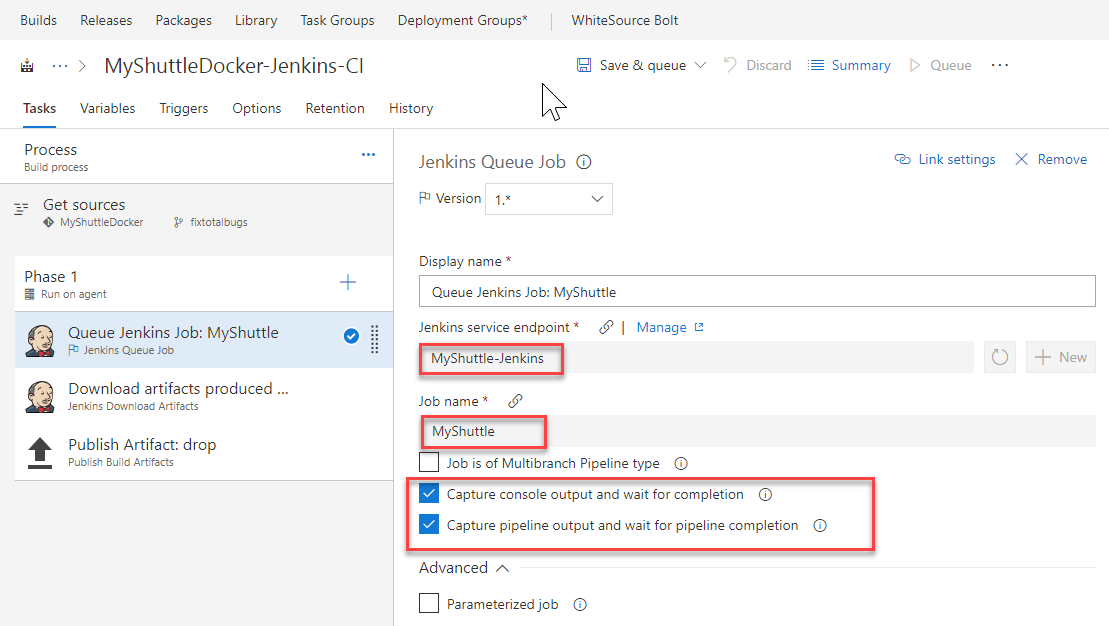 Builds Releases Packages Library Task Groups Deployment Groups* WhiteSource Bolt
··· MyShuttleDocker-Jenkins-CI Save & queue Discard Summary Queue ···
Tasks Variables Triggers Options Retention History
Process
Build process
···
Get sources
MyShuttleDocker fixtotalbugs
Phase 1
Run on agent
Queue Jenkins Job: MyShuttle
Jenkins Queue Job
Download artifacts produced ...
Jenkins Download Artifacts
Publish Artifact: drop
Publish Build Artifacts
Jenkins Queue Job Link settings Remove
Version 1.*
Display name *
Queue Jenkins Job: MyShuttle
Jenkins service endpoint * | Manage
MyShuttle-Jenkins New
Job name *
MyShuttle
Job is of Multibranch Pipeline type
Capture console output and wait for completion
Capture pipeline output and wait for pipeline completion
Advanced
Parameterized job